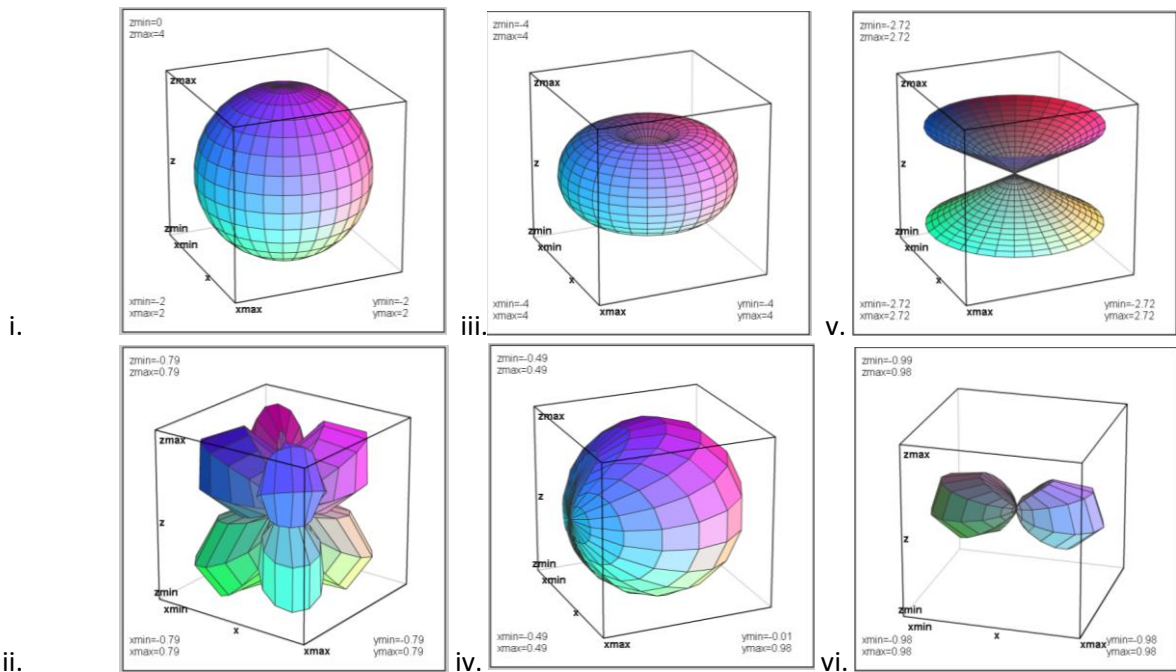 zmin=0
zmax=4
zmax
z
zmin
xmin
x
xmin=-2
xmax=2
xmax
ymin=-2
ymax=2
i.
zmin=-4
zmax=4
zmax
z
zmin
xmin
x
xmin=-4
xmax=4
xmax
ymin=-4
ymax=4
iii.
zmin=-2.72
zmax=2.72
zmax
z
zmin
xmin
x
xmin=-2.72
xmax=2.72
xmax
ymin=-2.72
ymax=2.72
v.
zmin=-0.79
zmax=0.79
zmax
z
zmin
xmin
x
xmin=-0.79
xmax=0.79
xmax
ymin=-0.79
ymax=0.79
ii.
zmin=-0.49
zmax=0.49
zmax
z
zmin
xmin
x
xmin=-0.49
xmax=0.49
xmax
ymin=-0.01
ymax=0.98
iv.
zmin=-0.99
zmax=0.98
zmax
z
zmin
xmin
x
xmin=-0.98
xmax=0.98
xmax
ymin=-0.98
ymax=0.98
vi.